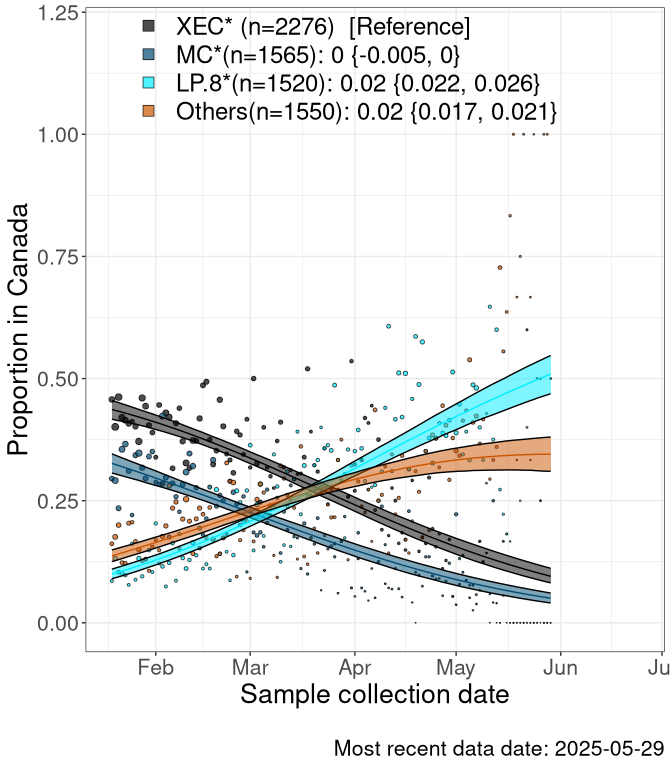 XEC* (n=2276)  [Reference]
MC*(n=1565): 0 {-0.005, 0}
LP.8*(n=1520): 0.02 {0.022, 0.026}
Others(n=1550): 0.02 {0.017, 0.021}
1.25
1.00
0.75
0.50
0.25
0.00
Proportion in Canada
Feb Mar Apr May Jun Ju
Sample collection date
Most recent data date: 2025-05-29